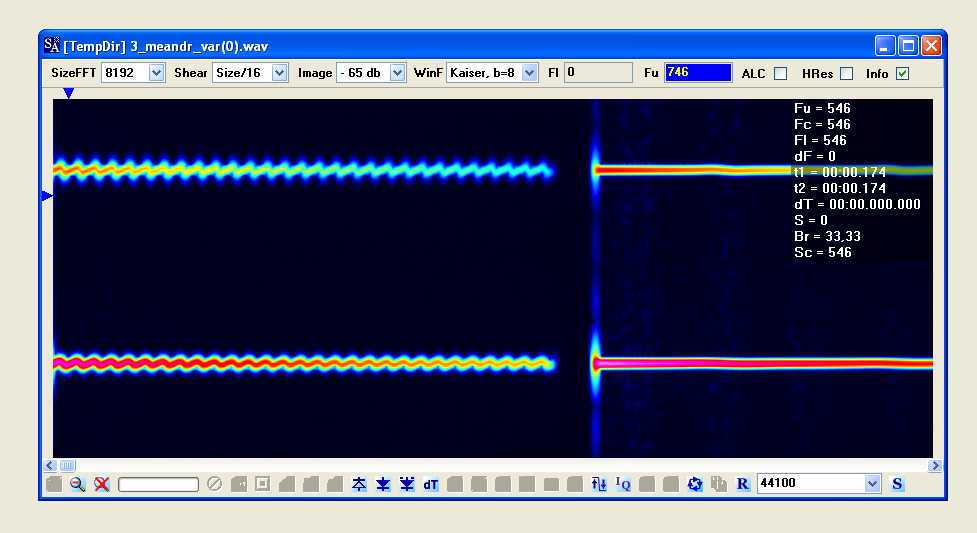 SA [TempDir] 3_meandr_var(0).wav
SizeFFT 8192 Shear Size/16 Image - 65 db WinF Kaiser, b=8 Fl 0 Fu 746 ALC HRes Info
Fu = 546
Fc = 546
Fl = 546
dF = 0
t1 = 00:00.174
t2 = 00:00.174
dT = 00:00.000.000
S = 0
Br = 33,33
Sc = 546
dT IQ R 44100 S